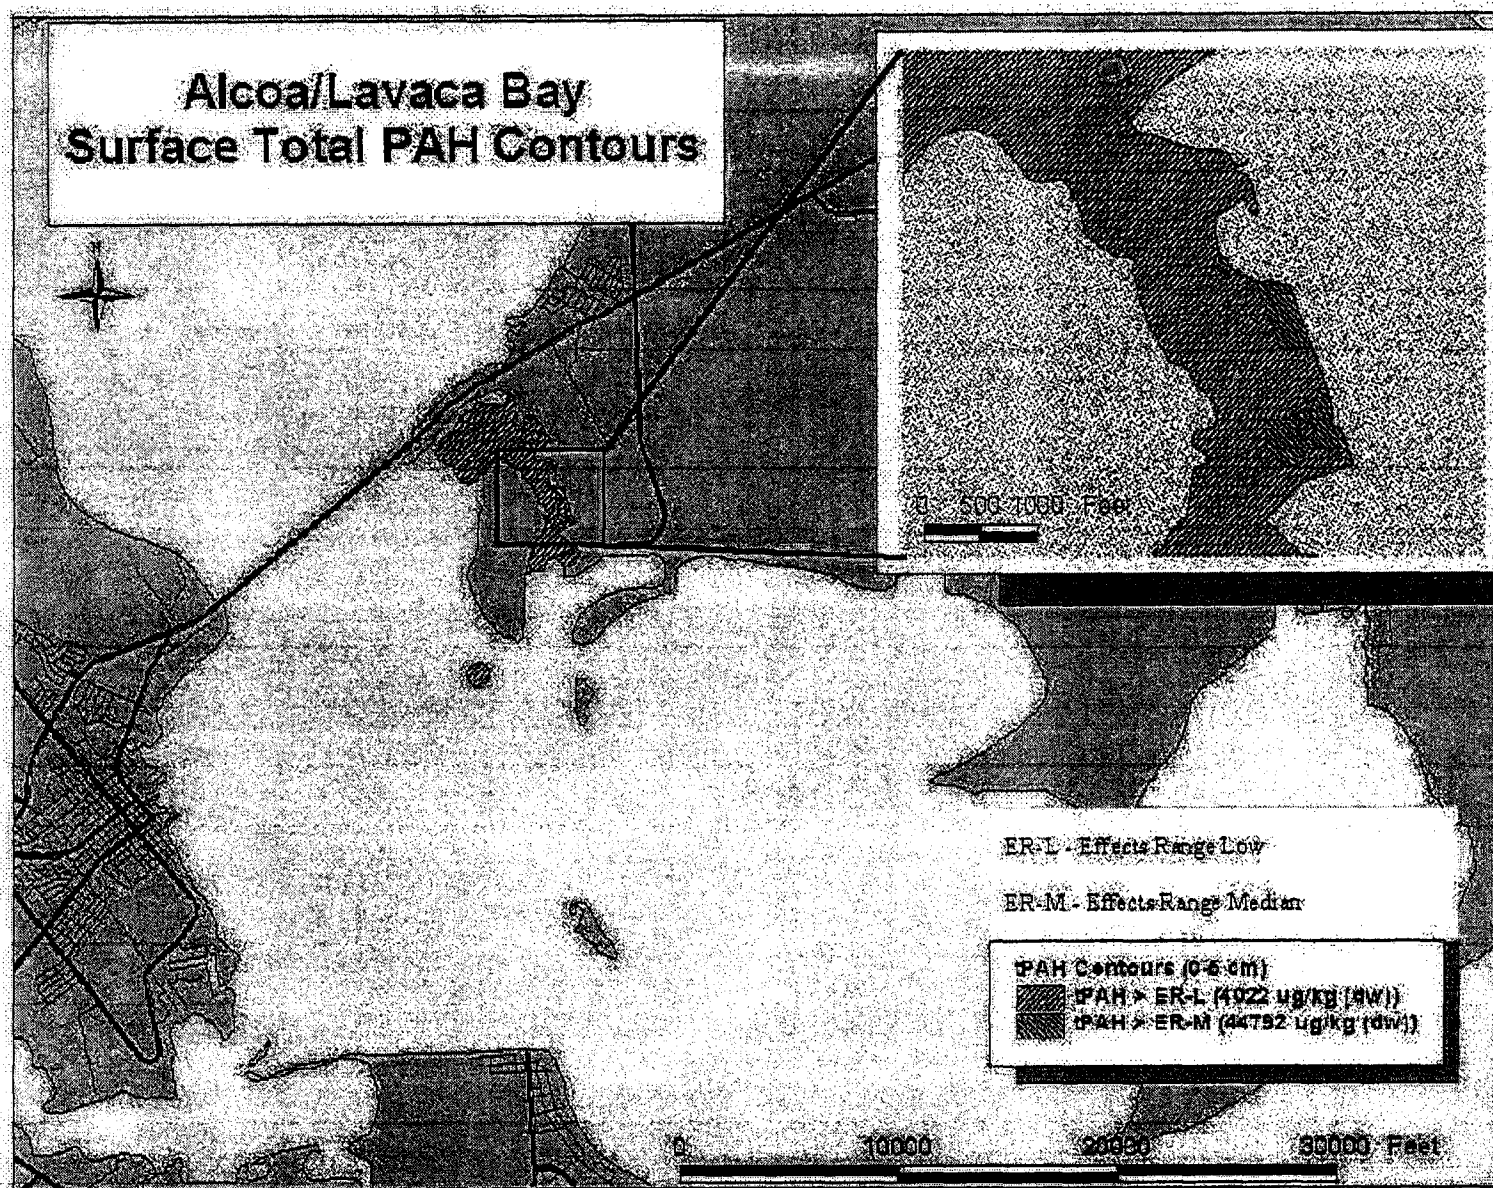 Alcoa/Lavaca Bay
Surface Total PAH Contours
0 500 1000 Feet
ER-L - Effects Range Low
ER-M - Effects Range Median
tPAH Contours (0-5 cm)
tPAH > ER-L (4022 ug/kg [dw])
tPAH > ER-M (44792 ug/kg [dw])
0 10000 20000 30000 Feet